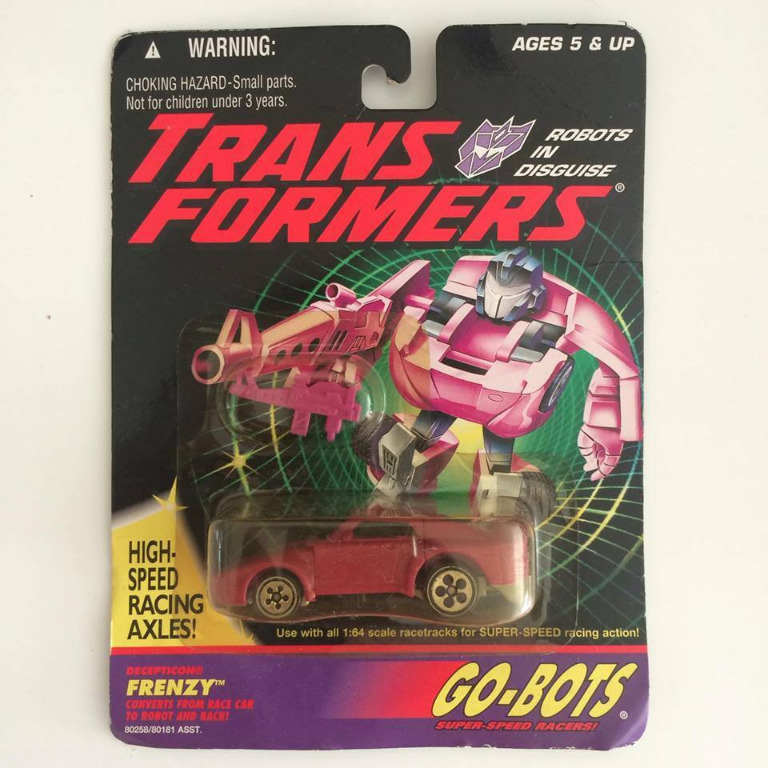 WARNING:
AGES 5 & UP
CHOKING HAZARD-Small parts.
Not for children under 3 years.
TRANS
FORMERS®
ROBOTS
IN
DISGUISE
HIGH-
SPEED
RACING
AXLES!
Use with all 1:64 scale racetracks for SUPER-SPEED racing action!
DECEPTICON®
FRENZY™
CONVERTS FROM RACE CAR
TO ROBOT AND BACK!
80258/80181 ASST.
GO-BOTS®
SUPER-SPEED RACERS!